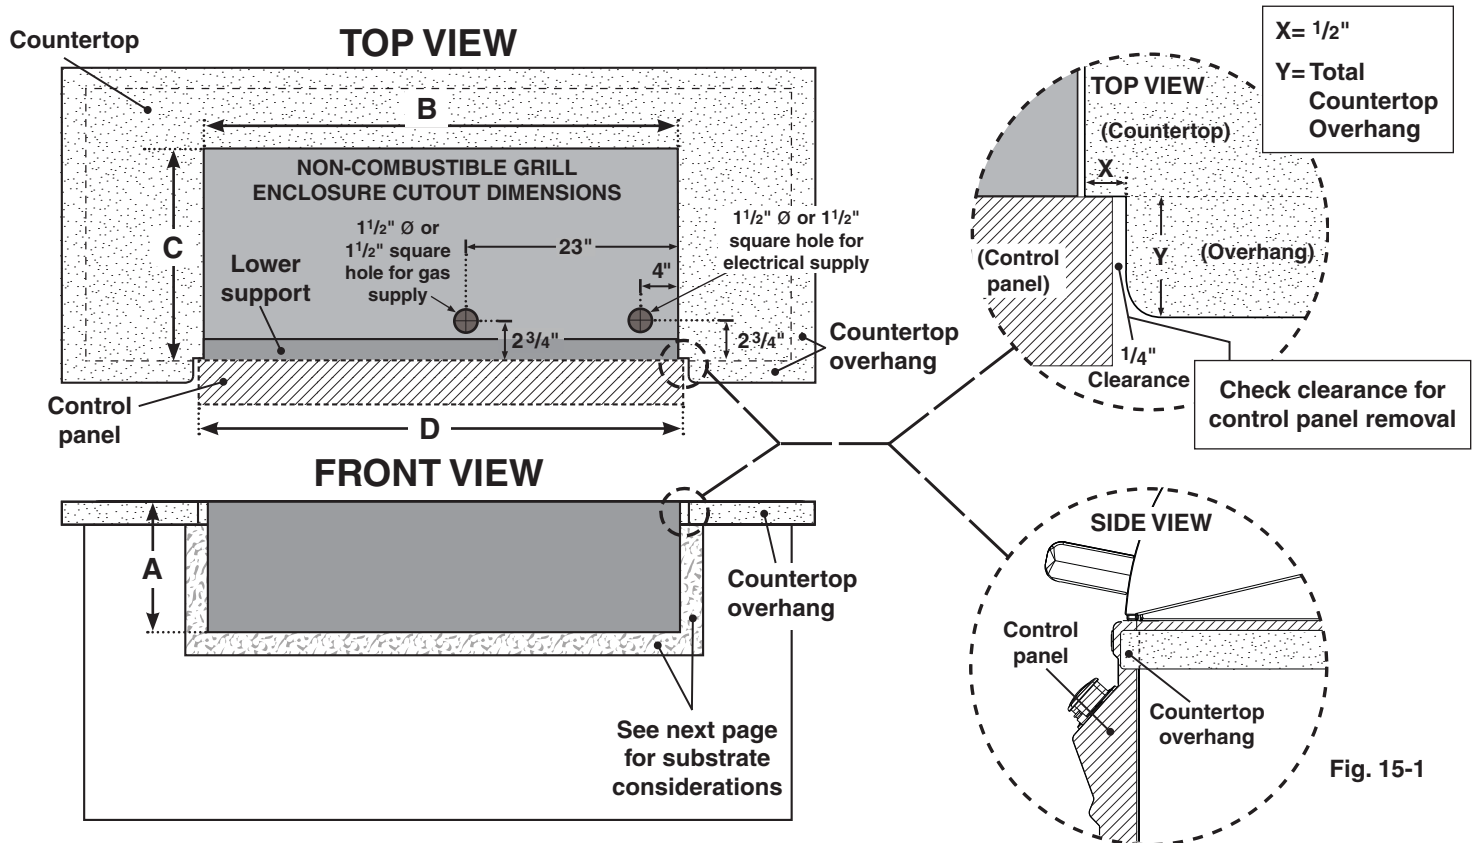 Countertop
TOP VIEW
B
NON-COMBUSTIBLE GRILL
ENCLOSURE CUTOUT DIMENSIONS
C
Lower
support
1 1/2" Ø or
1 1/2" square
hole for gas
supply
23"
1 1/2" Ø or 1 1/2"
square hole for
electrical supply
4"
2 3/4"
2 3/4"
Countertop
overhang
Control
panel
D
FRONT VIEW
A
Countertop
overhang
See next page
for substrate
considerations
X= 1/2"
Y= Total
Countertop
Overhang
TOP VIEW
(Countertop)
X
(Control
panel)
Y
(Overhang)
1/4"
Clearance
Check clearance for
control panel removal
SIDE VIEW
Control
panel
Countertop
overhang
Fig. 15-1